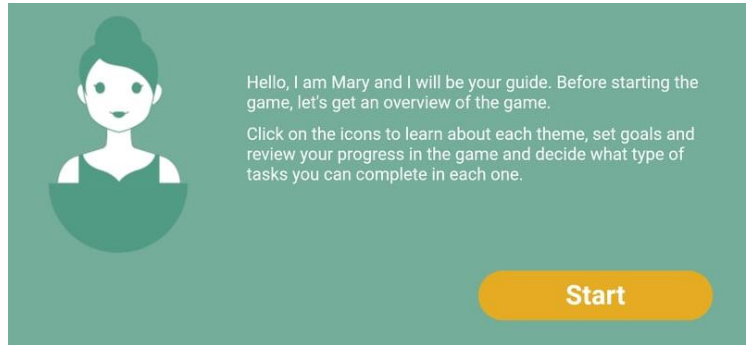 Hello, I am Mary and I will be your guide. Before starting the
game, let's get an overview of the game.
Click on the icons to learn about each theme, set goals and
review your progress in the game and decide what type of
tasks you can complete in each one.
Start